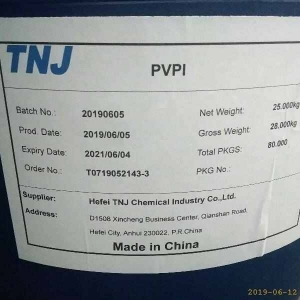 TNJ
PVPI
Batch No.: 20190605 Net Weight: 25.000kg
Prod. Date: 2019/06/05 Gross Weight: 28.000kg
Expiry Date: 2021/06/04 Total PKGS: 80.000
Order No.: T0719052143-3 PKG No.:
Supplier: Hefei TNJ Chemical Industry Co.,Ltd.
Address: D1508 Xincheng Business Center, Qianshan Road,
Hefei City, Anhui 230022, P.R.China
Made in China
2019-06-12